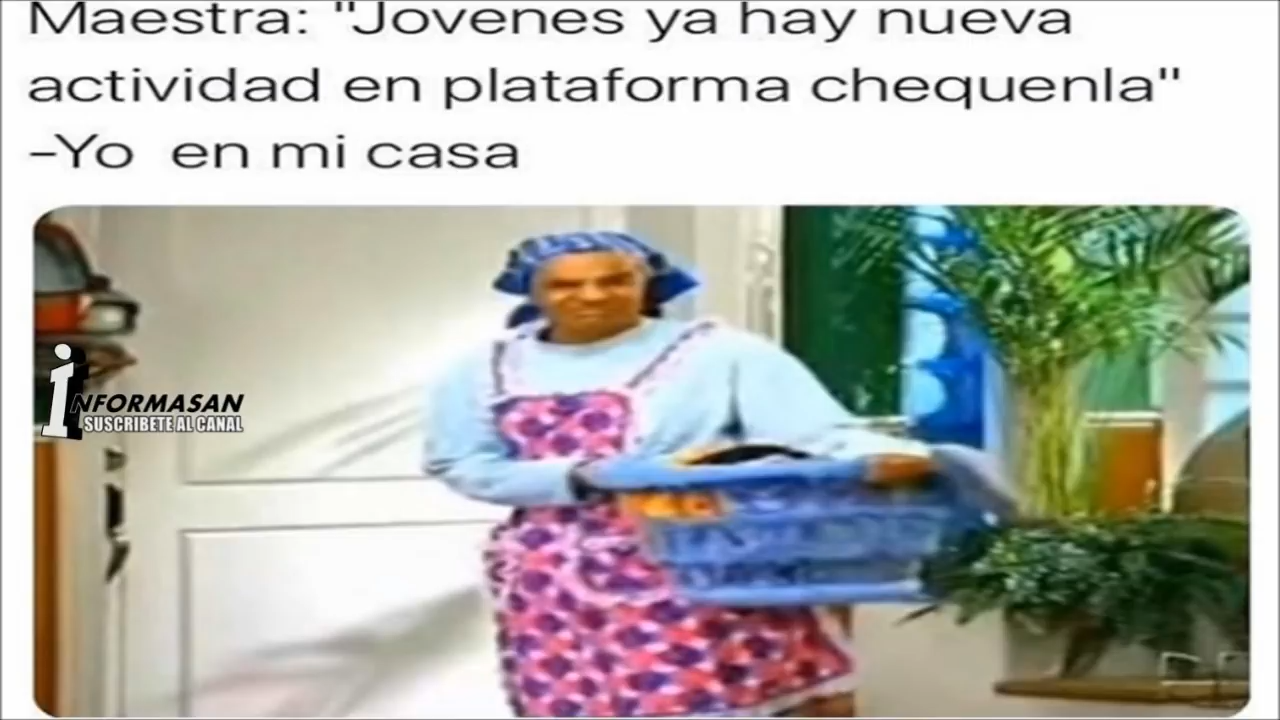 Maestra: "Jovenes ya hay nueva
actividad en plataforma chequenla"
-Yo en mi casa
iNFORMASAN
SUSCRIBETE AL CANAL